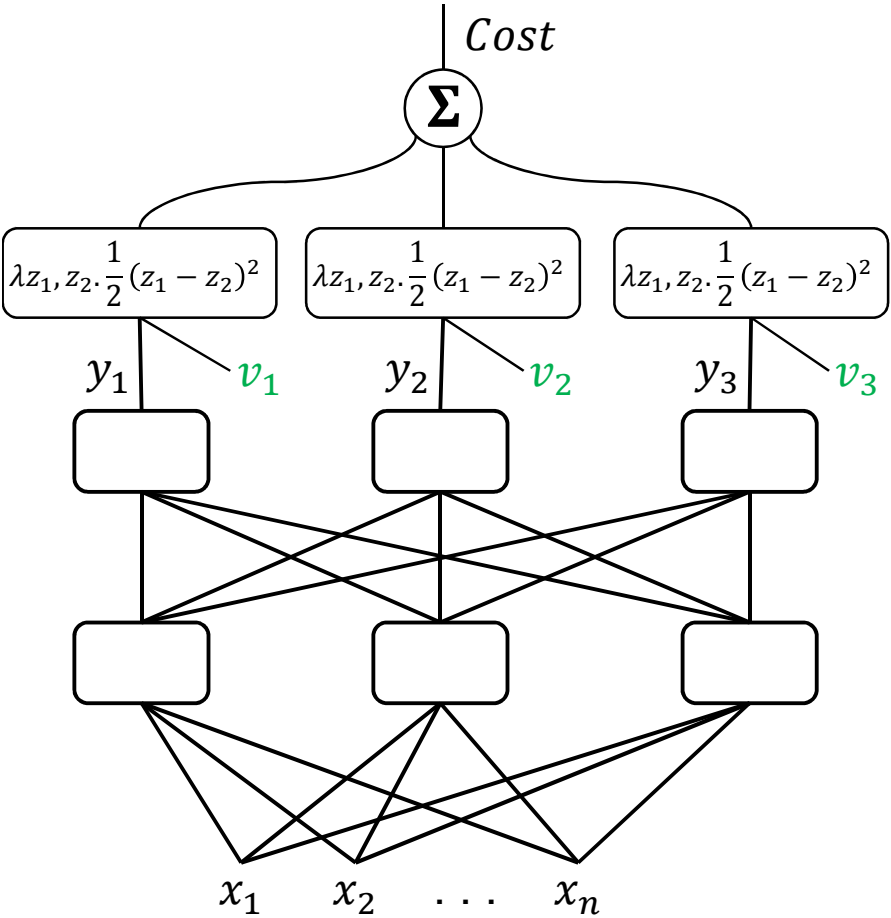 Cost
Σ
λz₁, z₂. 1/2 (z₁ − z₂)² λz₁, z₂. 1/2 (z₁ − z₂)² λz₁, z₂. 1/2 (z₁ − z₂)²
y₁ v₁ y₂ v₂ y₃ v₃
x₁ x₂ . . . xₙ